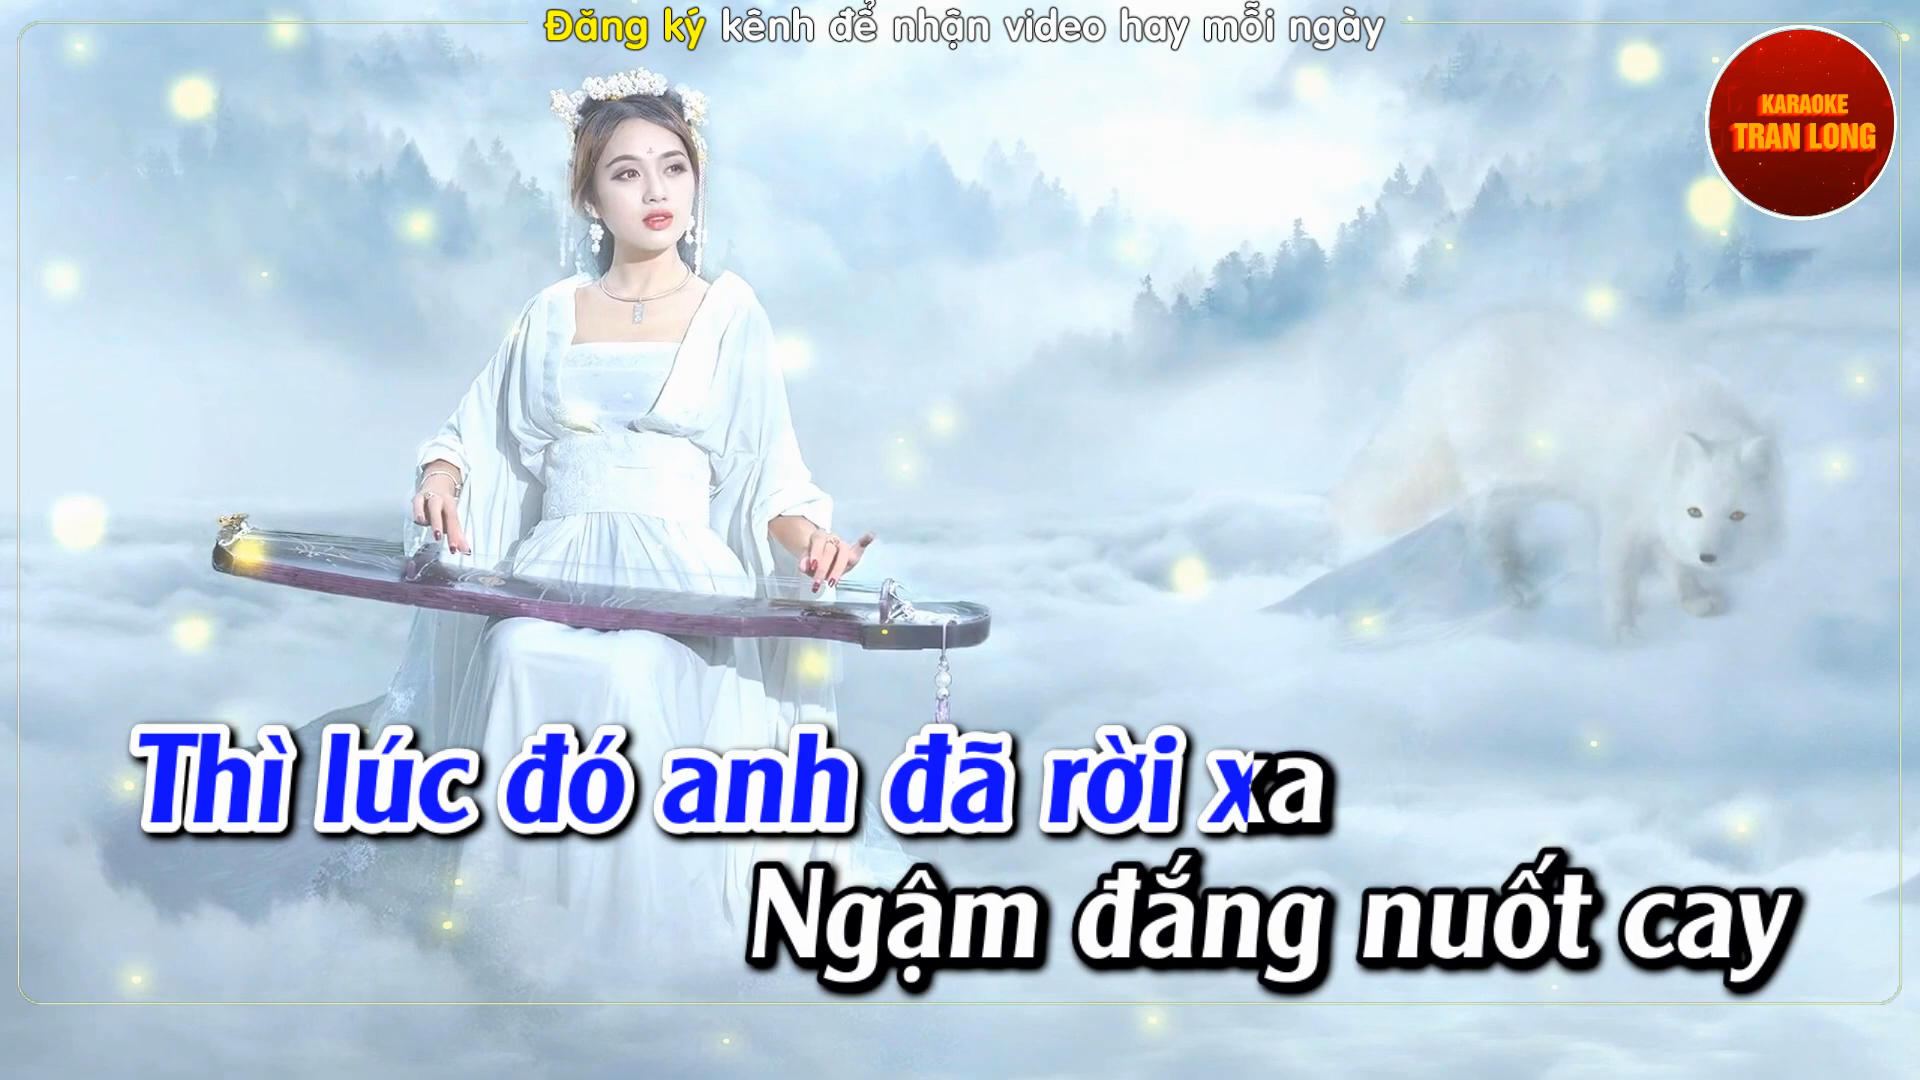 Đăng ký kênh để nhận video hay mỗi ngày
KARAOKE
TRAN LONG
Thì lúc đó anh đã rời xa
Ngậm đắng nuốt cay